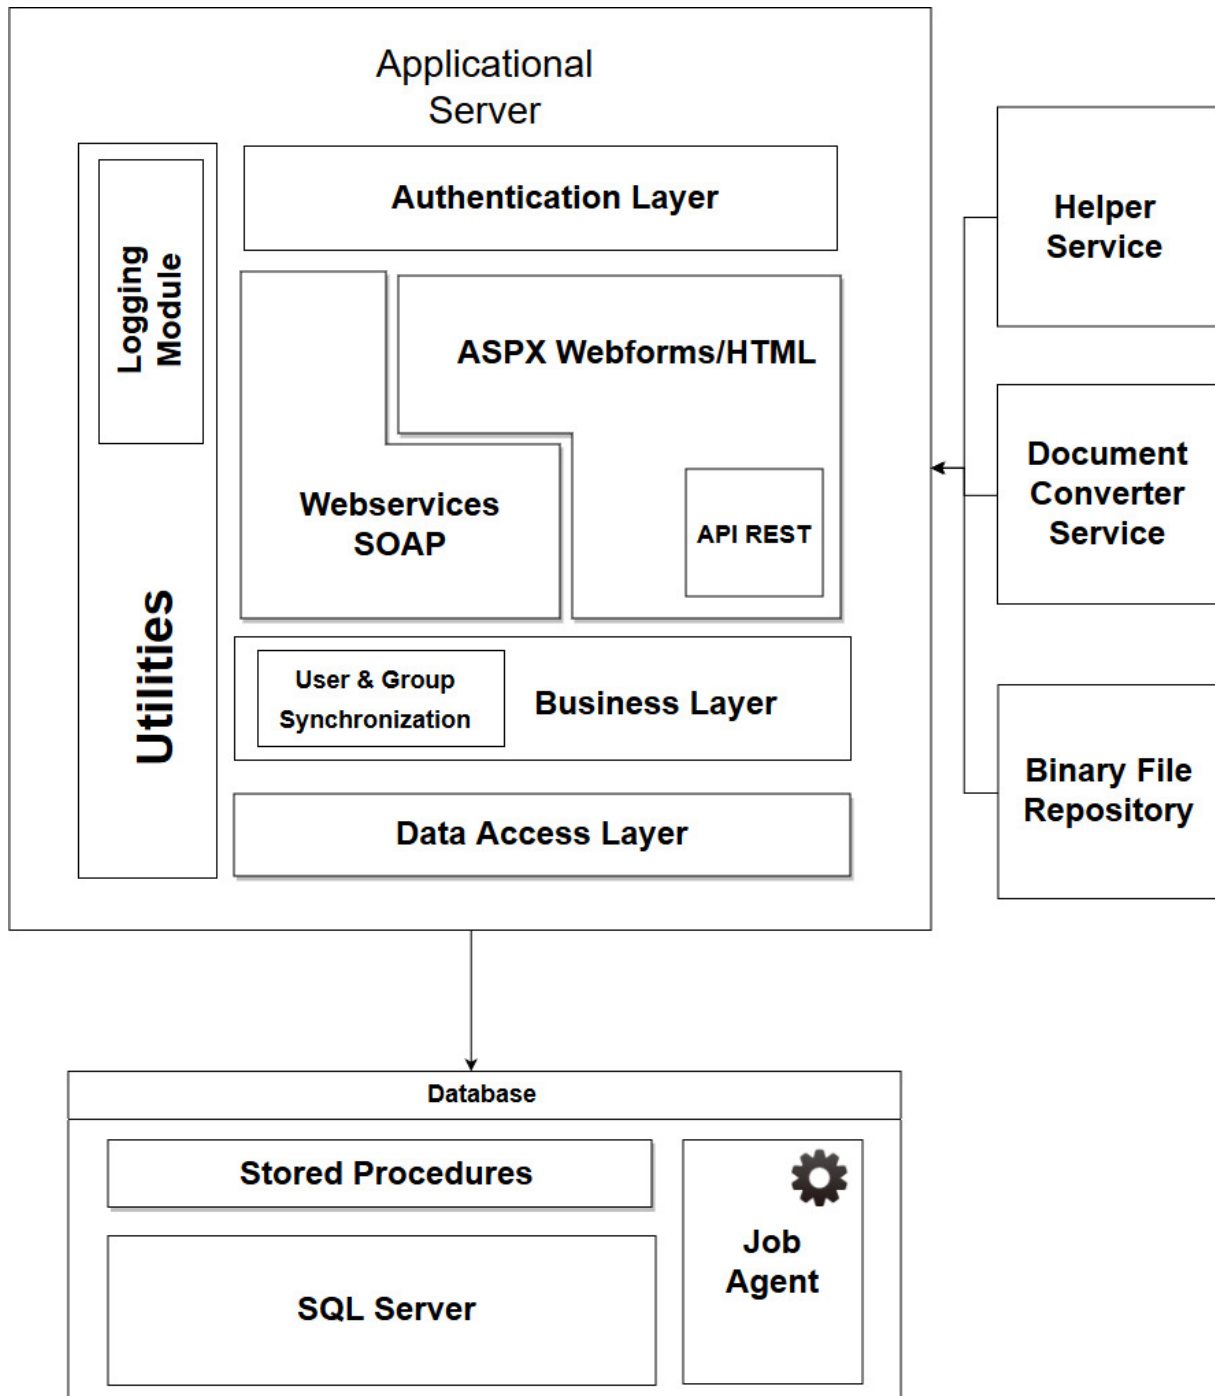 Applicational
Server
Logging
Module
Utilities
Authentication Layer
ASPX Webforms/HTML
Webservices
SOAP
API REST
User & Group
Synchronization
Business Layer
Data Access Layer
Helper
Service
Document
Converter
Service
Binary File
Repository
Database
Stored Procedures
SQL Server
Job
Agent